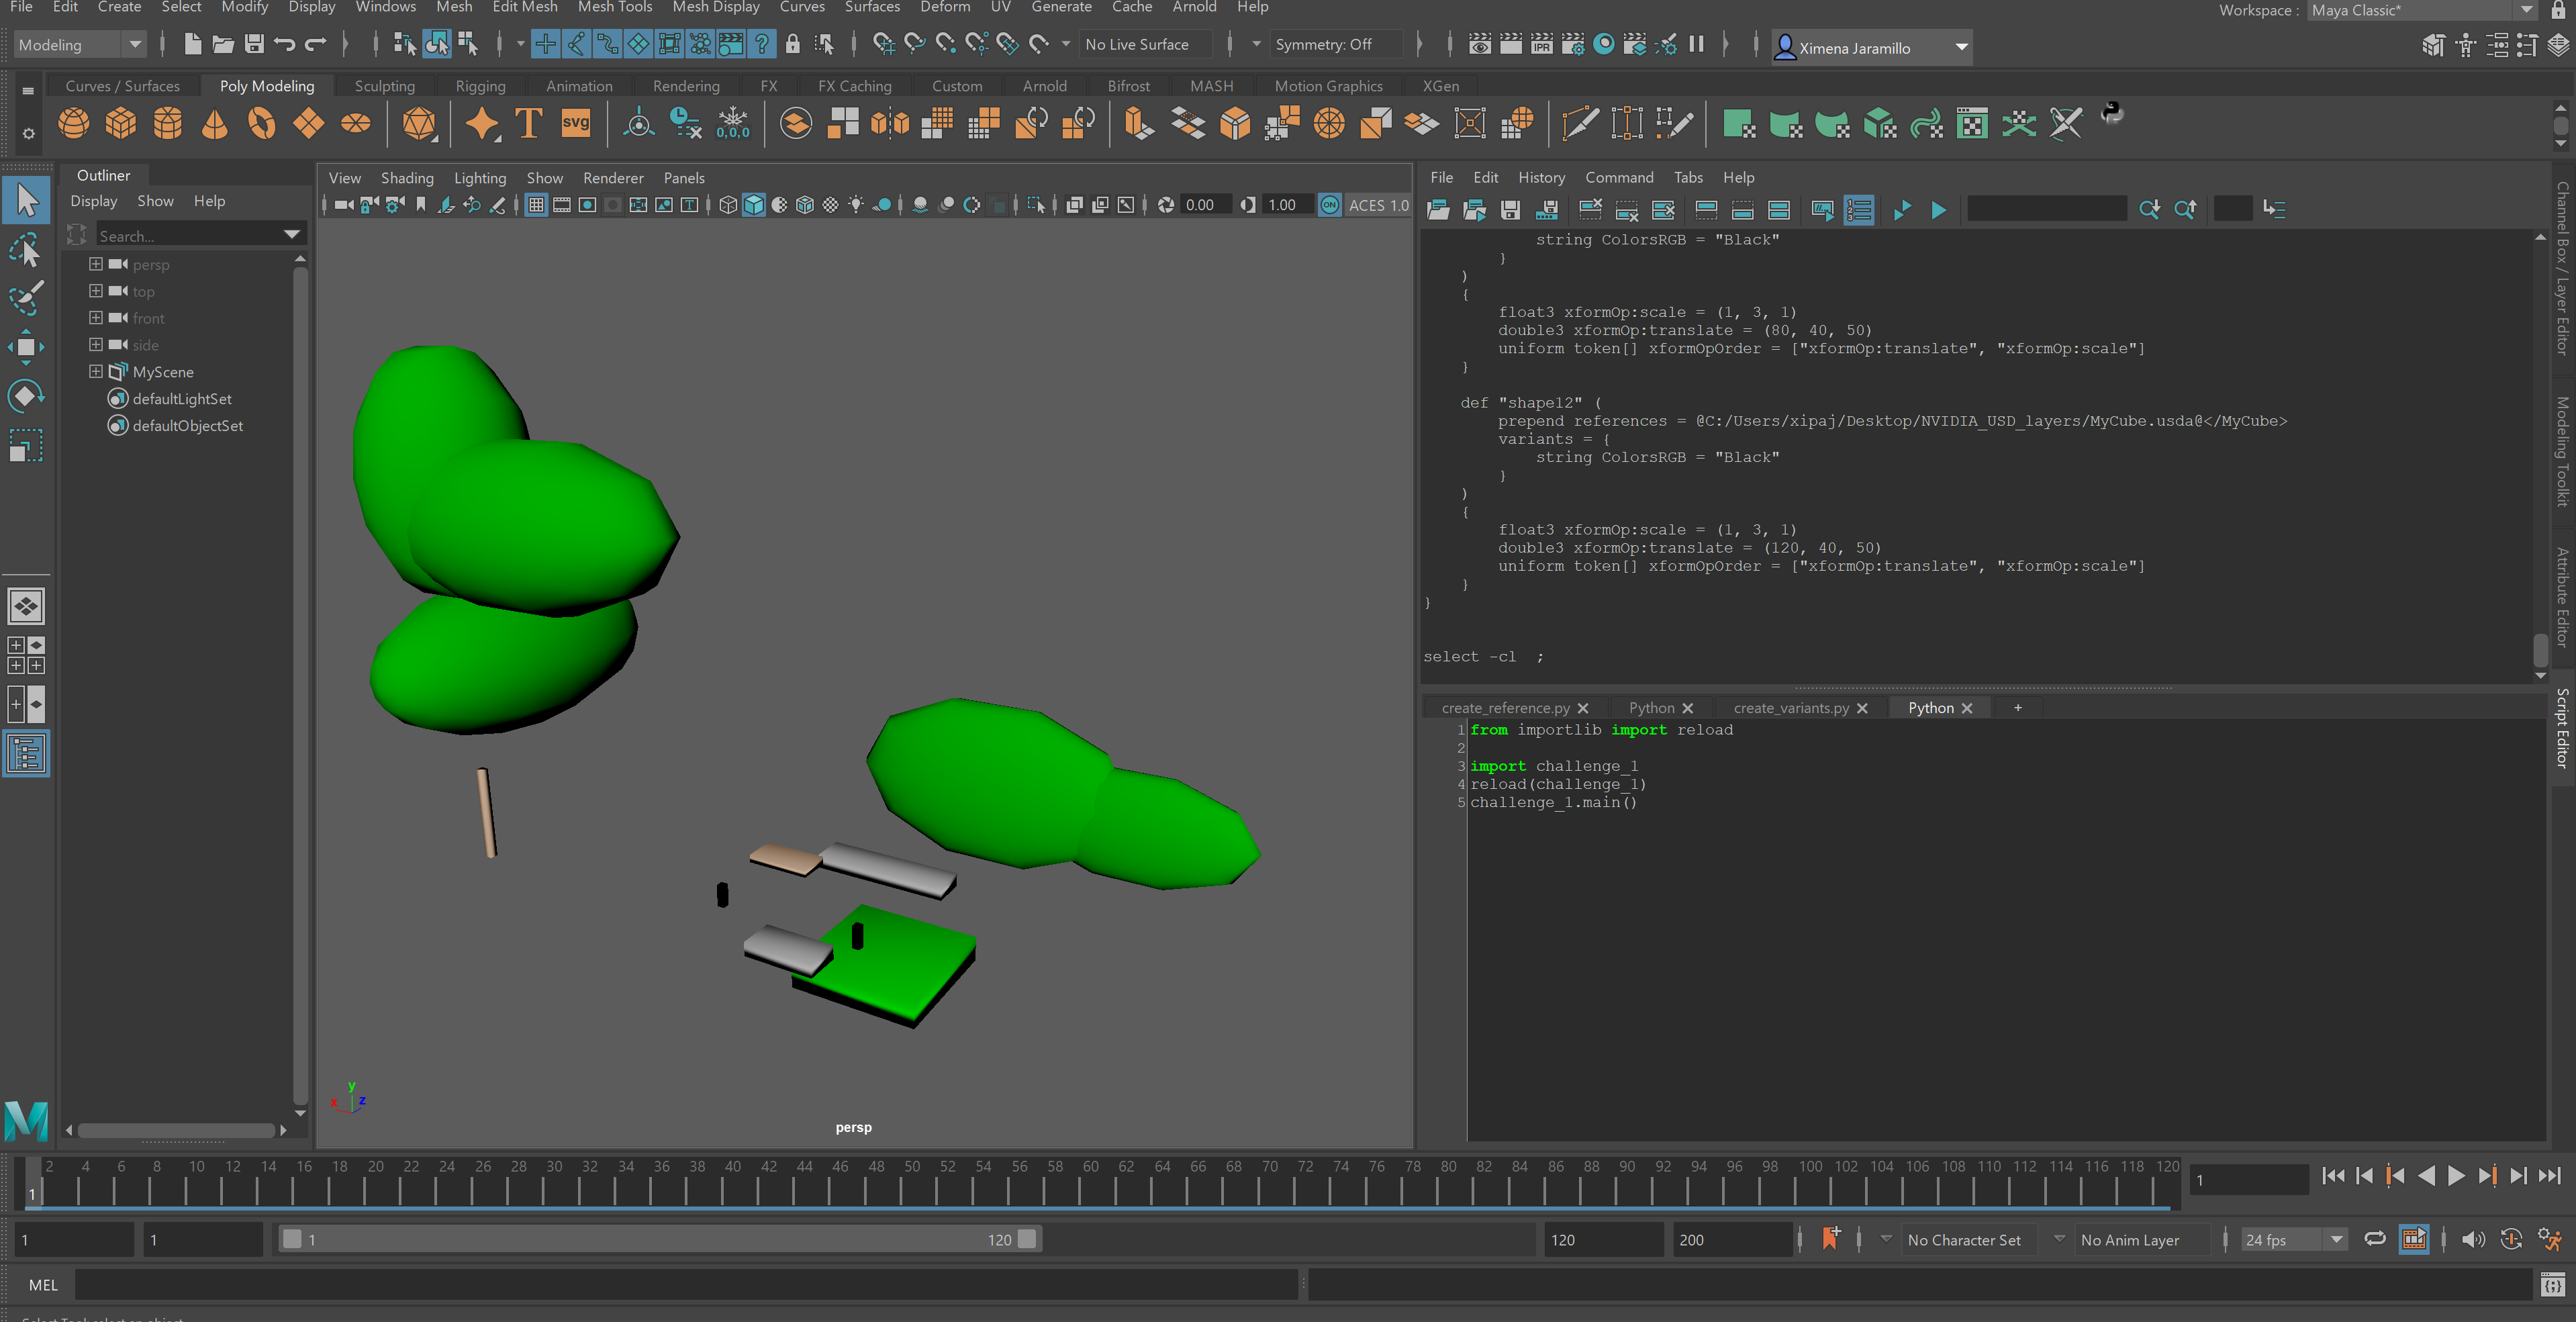 File Edit Create Select Modify Display Windows Mesh Edit Mesh Mesh Tools Mesh Display Curves Surfaces Deform UV Generate Cache Arnold Help
Workspace : Maya Classic*
Modeling
No Live Surface
Symmetry: Off
IPR
Ximena Jaramillo
Curves / Surfaces Poly Modeling Sculpting Rigging Animation Rendering FX FX Caching Custom Arnold Bifrost MASH Motion Graphics XGen
T
svg
0,0,0
Outliner
Display Show Help
Search...
persp
top
front
side
MyScene
defaultLightSet
defaultObjectSet
View Shading Lighting Show Renderer Panels
0.00
1.00
ON
ACES 1.0
y
x
z
persp
File Edit History Command Tabs Help
string ColorsRGB = "Black"
}
)
{
float3 xformOp:scale = (1, 3, 1)
double3 xformOp:translate = (80, 40, 50)
uniform token[] xformOpOrder = ["xformOp:translate", "xformOp:scale"]
}
def "shape12" (
prepend references = @C:/Users/xipaj/Desktop/NVIDIA_USD_layers/MyCube.usda@</MyCube>
variants = {
string ColorsRGB = "Black"
}
)
{
float3 xformOp:scale = (1, 3, 1)
double3 xformOp:translate = (120, 40, 50)
uniform token[] xformOpOrder = ["xformOp:translate", "xformOp:scale"]
}
}
select -cl ;
create_reference.py Python create_variants.py Python +
1 from importlib import reload
2
3 import challenge_1
4 reload(challenge_1)
5 challenge_1.main()
Channel Box / Layer Editor
Modeling Toolkit
Attribute Editor
Script Editor
2 4 6 8 10 12 14 16 18 20 22 24 26 28 30 32 34 36 38 40 42 44 46 48 50 52 54 56 58 60 62 64 66 68 70 72 74 76 78 80 82 84 86 88 90 92 94 96 98 100 102 104 106 108 110 112 114 116 118 120
1
1
1 1 1 120 120 200 No Character Set No Anim Layer 24 fps
MEL
Select Tool: select an object